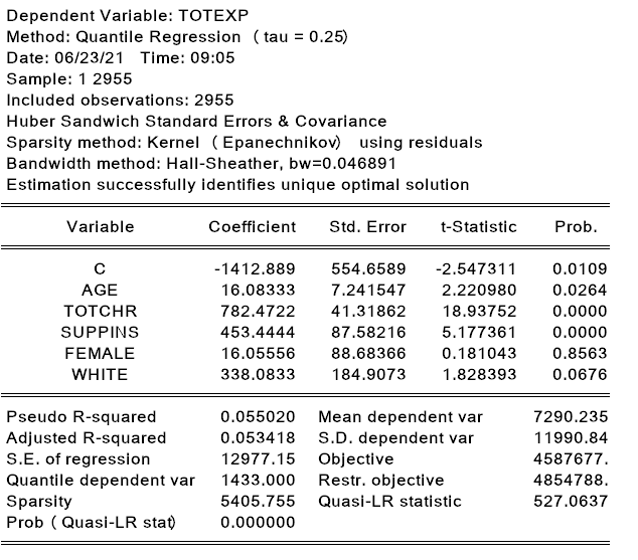 Dependent Variable: TOTEXP
Method: Quantile Regression (tau = 0.25)
Date: 06/23/21 Time: 09:05
Sample: 1 2955
Included observations: 2955
Huber Sandwich Standard Errors & Covariance
Sparsity method: Kernel (Epanechnikov) using residuals
Bandwidth method: Hall-Sheather, bw=0.046891
Estimation successfully identifies unique optimal solution
Variable Coefficient Std. Error t-Statistic Prob.
C -1412.889 554.6589 -2.547311 0.0109
AGE 16.08333 7.241547 2.220980 0.0264
TOTCHR 782.4722 41.31862 18.93752 0.0000
SUPPINS 453.4444 87.58216 5.177361 0.0000
FEMALE 16.05556 88.68366 0.181043 0.8563
WHITE 338.0833 184.9073 1.828393 0.0676
Pseudo R-squared 0.055020 Mean dependent var 7290.235
Adjusted R-squared 0.053418 S.D. dependent var 11990.84
S.E. of regression 12977.15 Objective 4587677.
Quantile dependent var 1433.000 Restr. objective 4854788.
Sparsity 5405.755 Quasi-LR statistic 527.0637
Prob (Quasi-LR stat) 0.000000